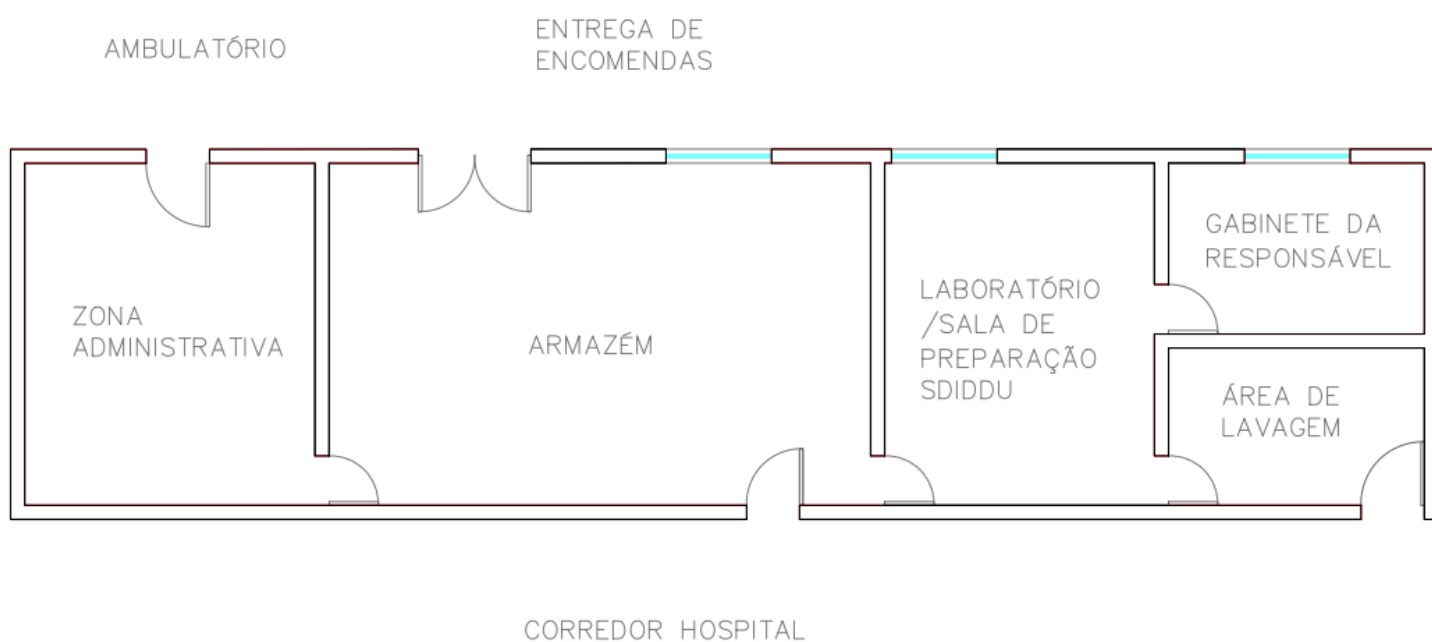 AMBULATÓRIO
ENTREGA DE
ENCOMENDAS
ZONA
ADMINISTRATIVA
ARMAZÉM
LABORATÓRIO
/SALA DE
PREPARAÇÃO
SDIDDU
GABINETE DA
RESPONSÁVEL
ÁREA DE
LAVAGEM
CORREDOR HOSPITAL